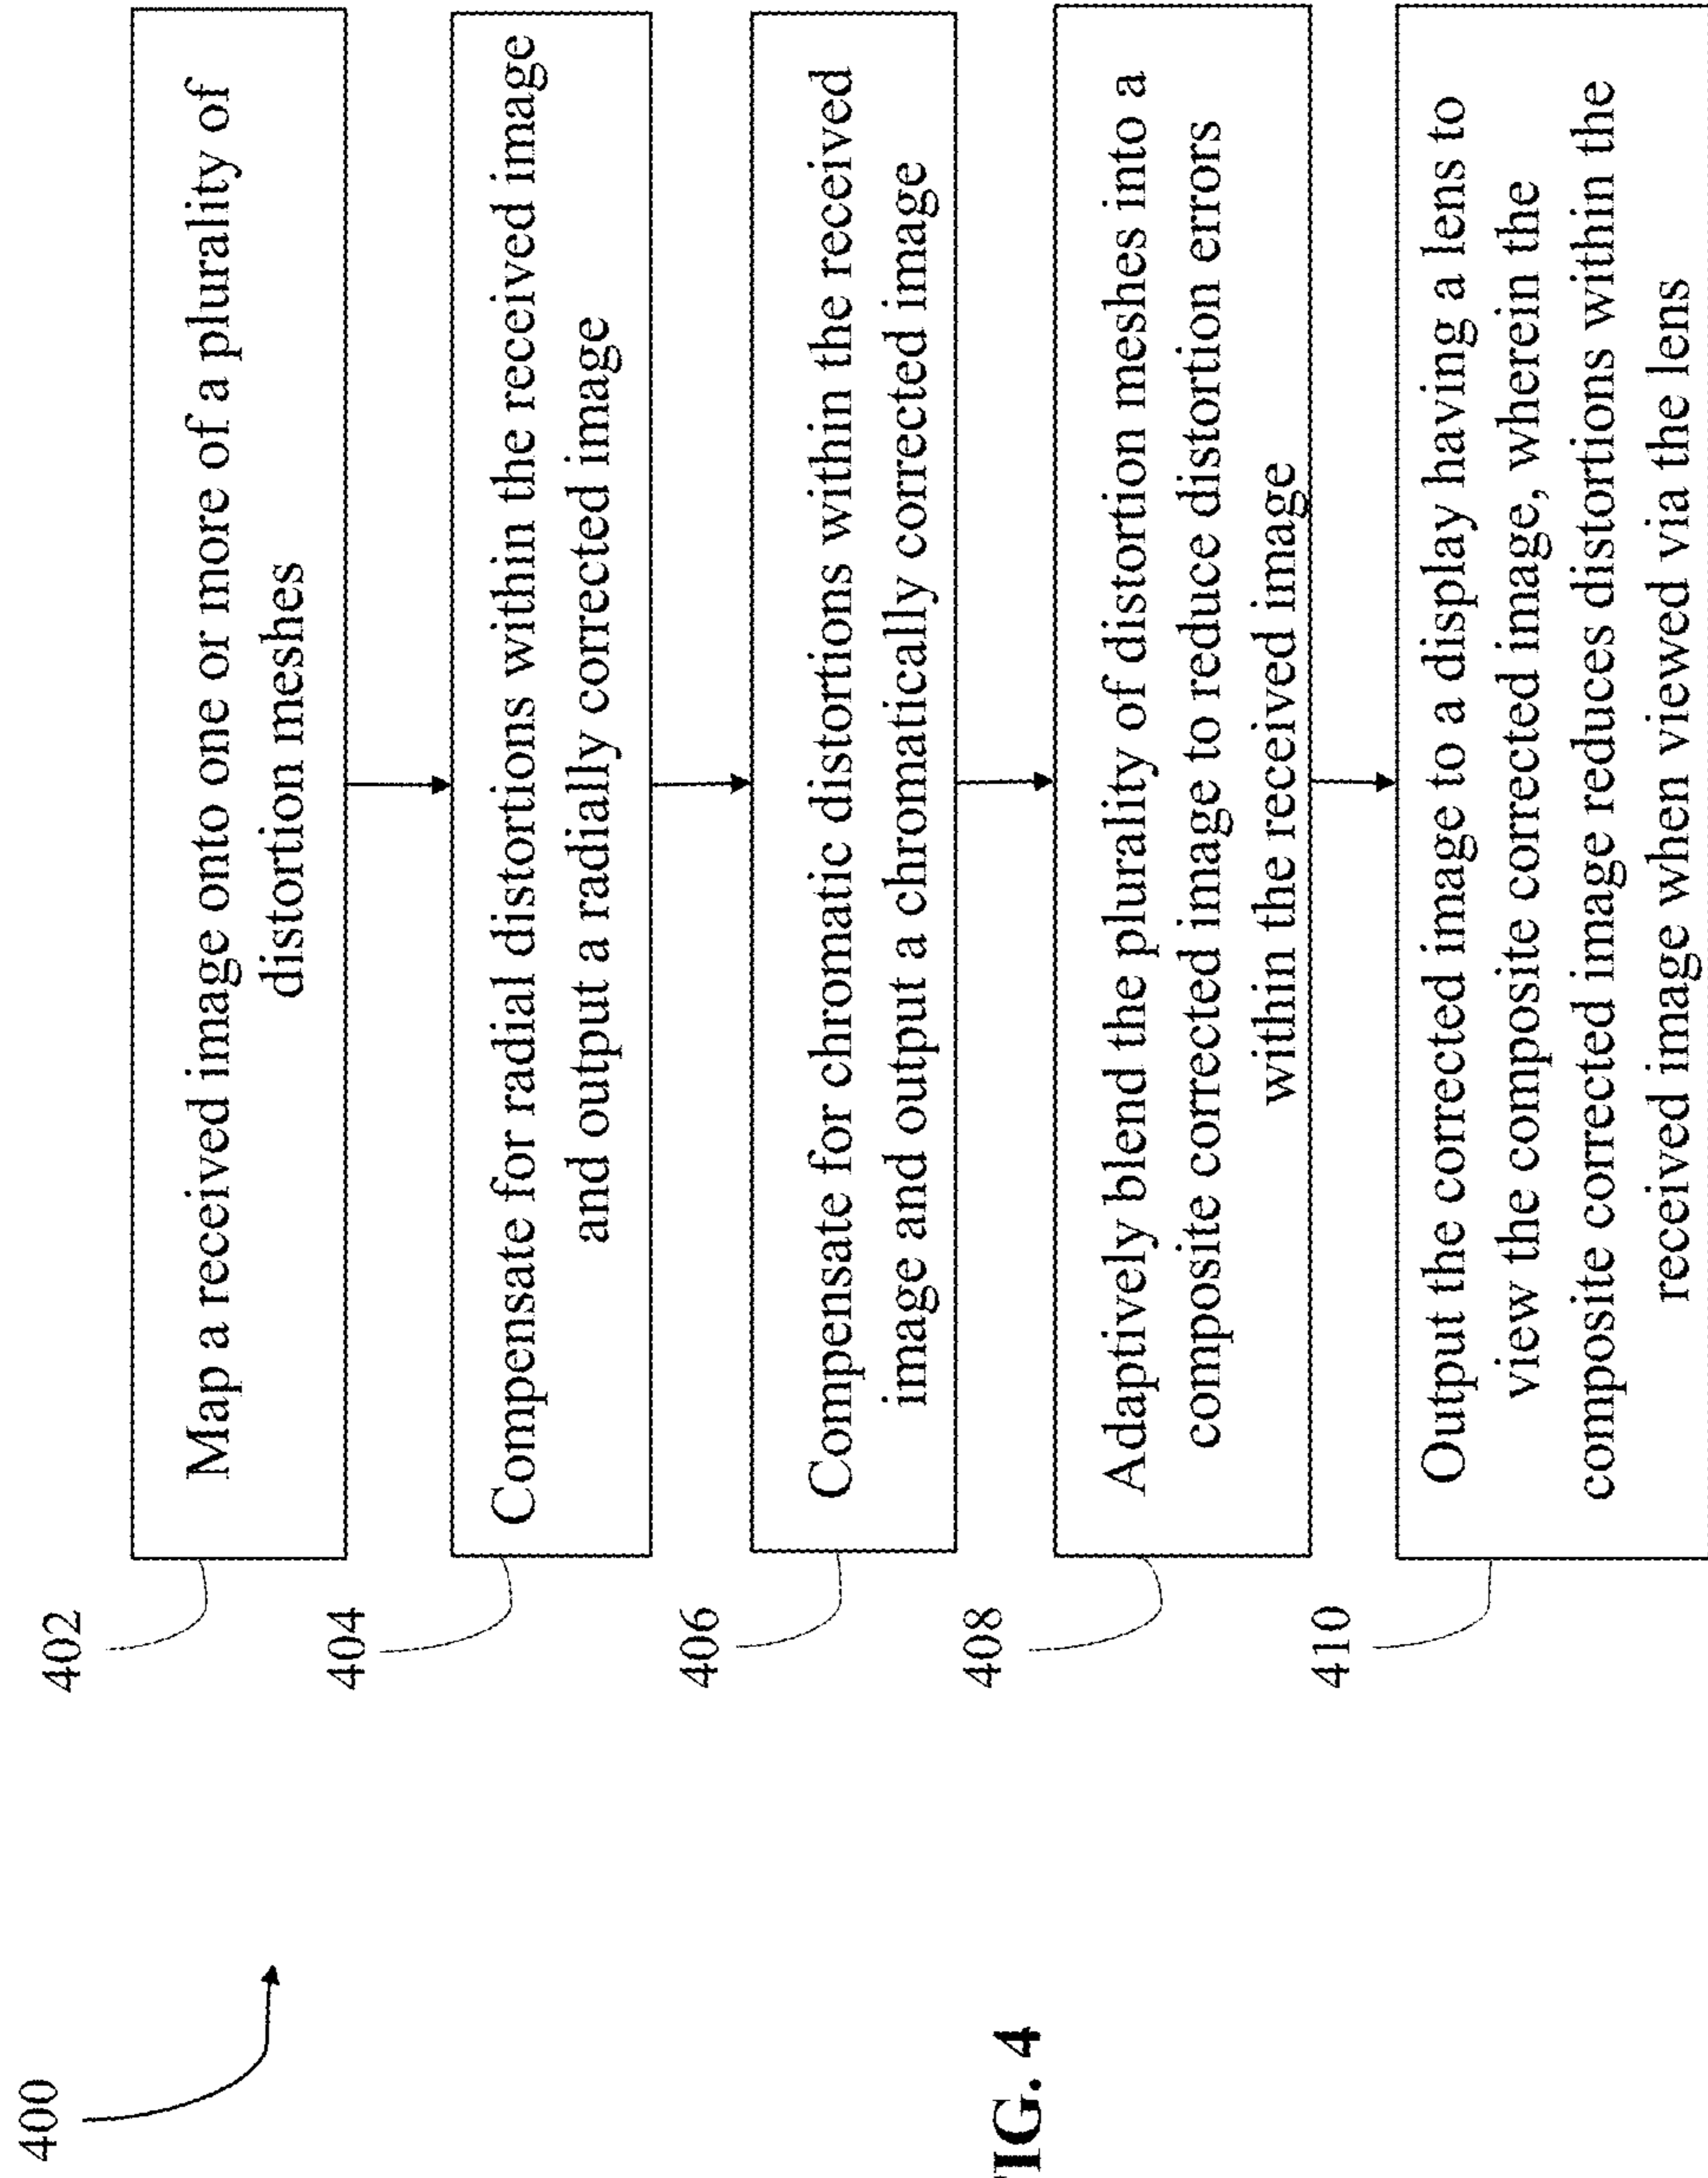 400
402
Map a received image onto one or more of a plurality of
distortion meshes
404
Compensate for radial distortions within the received image
and output a radially corrected image
406
Compensate for chromatic distortions within the received
image and output a chromatically corrected image
408
Adaptively blend the plurality of distortion meshes into a
composite corrected image to reduce distortion errors
within the received image
410
Output the corrected image to a display having a lens to
view the composite corrected image, wherein the
composite corrected image reduces distortions within the
received image when viewed via the lens
FIG. 4